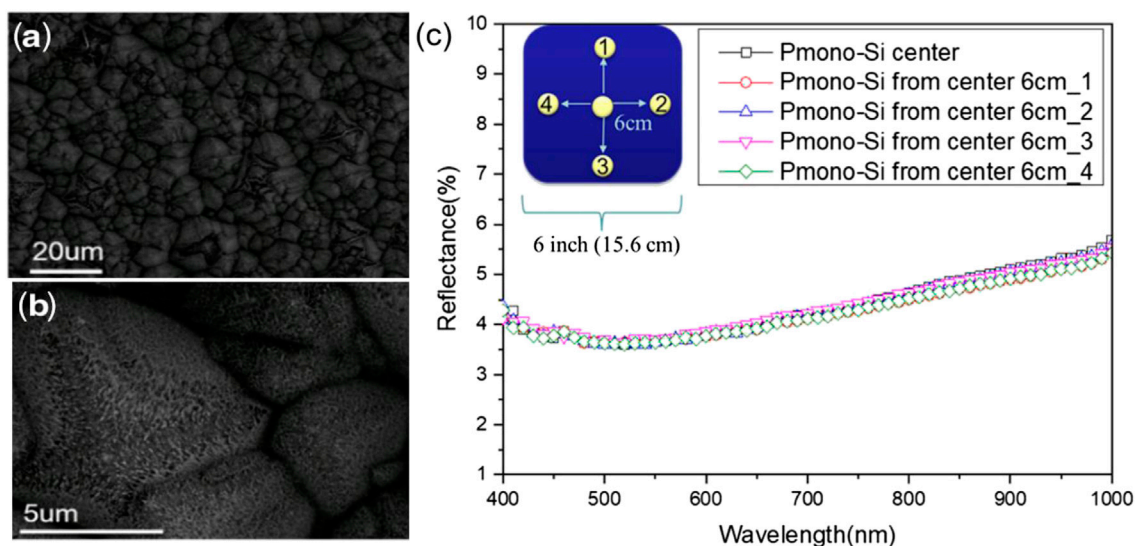 (a)
20um
(b)
5um
(c)
10
9
8
7
6
5
4
3
2
1
400
500
600
700
800
900
1000
Reflectance(%)
Wavelength(nm)
1
4
2
6cm
3
6 inch (15.6 cm)
Pmono-Si center
Pmono-Si from center 6cm_1
Pmono-Si from center 6cm_2
Pmono-Si from center 6cm_3
Pmono-Si from center 6cm_4